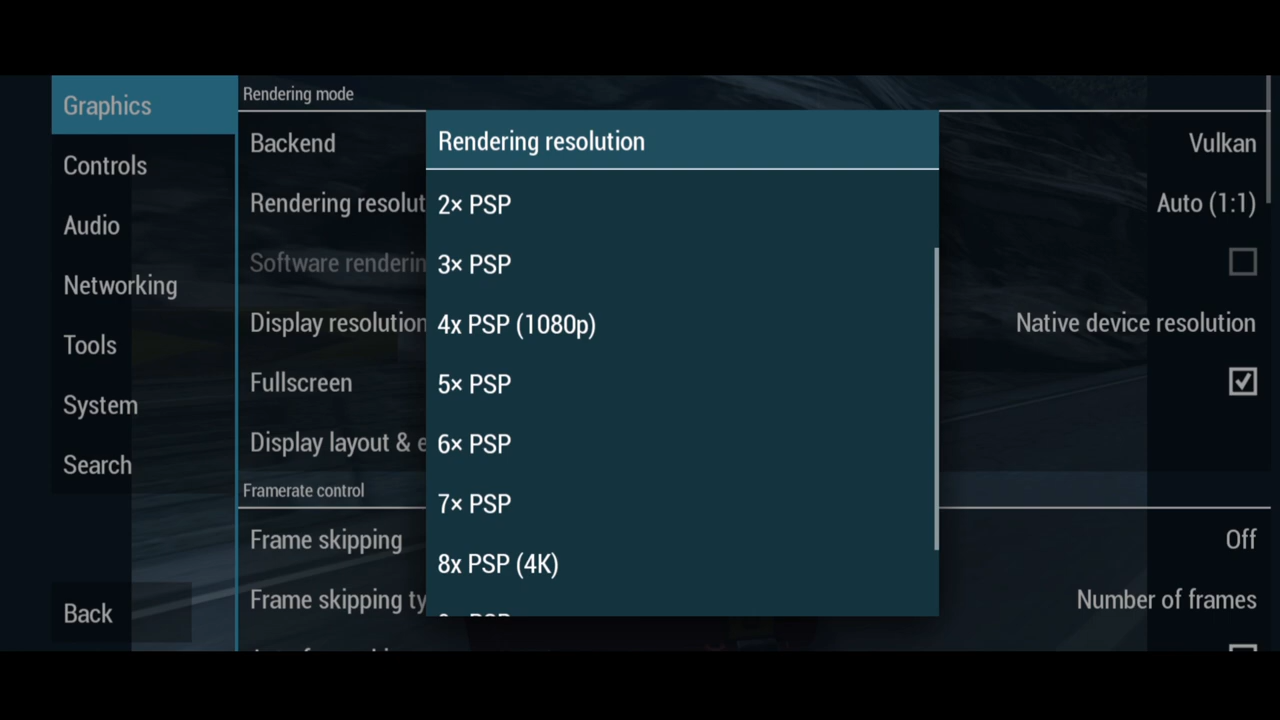 Graphics
Controls
Audio
Networking
Tools
System
Search
Back
Rendering mode
Backend
Vulkan
Rendering resolut
Auto (1:1)
Software renderin
Display resolution
Native device resolution
Fullscreen
Display layout & e
Framerate control
Frame skipping
Off
Frame skipping ty
Number of frames
Rendering resolution
2× PSP
3× PSP
4x PSP (1080p)
5× PSP
6× PSP
7× PSP
8x PSP (4K)